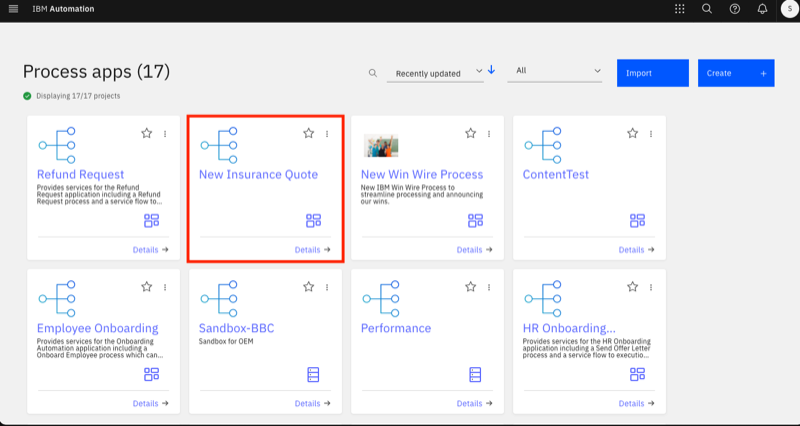 IBM Automation
S
Process apps (17)
Recently updated
All
Import
Create +
Displaying 17/17 projects
Refund Request
Provides services for the Refund
Request application including a Refund
Request process and a service flow to...
Details →
New Insurance Quote
Details →
New Win Wire Process
New IBM Win Wire Process to
streamline processing and announcing
our wins.
Details →
ContentTest
Details →
Employee Onboarding
Provides services for the Onboarding
Automation application including a
Onboard Employee process which can...
Details →
Sandbox-BBC
Sandbox for OEM
Details →
Performance
Details →
HR Onboarding...
Provides services for the HR Onboarding
application including a Send Offer Letter
process and a service flow to executio...
Details →